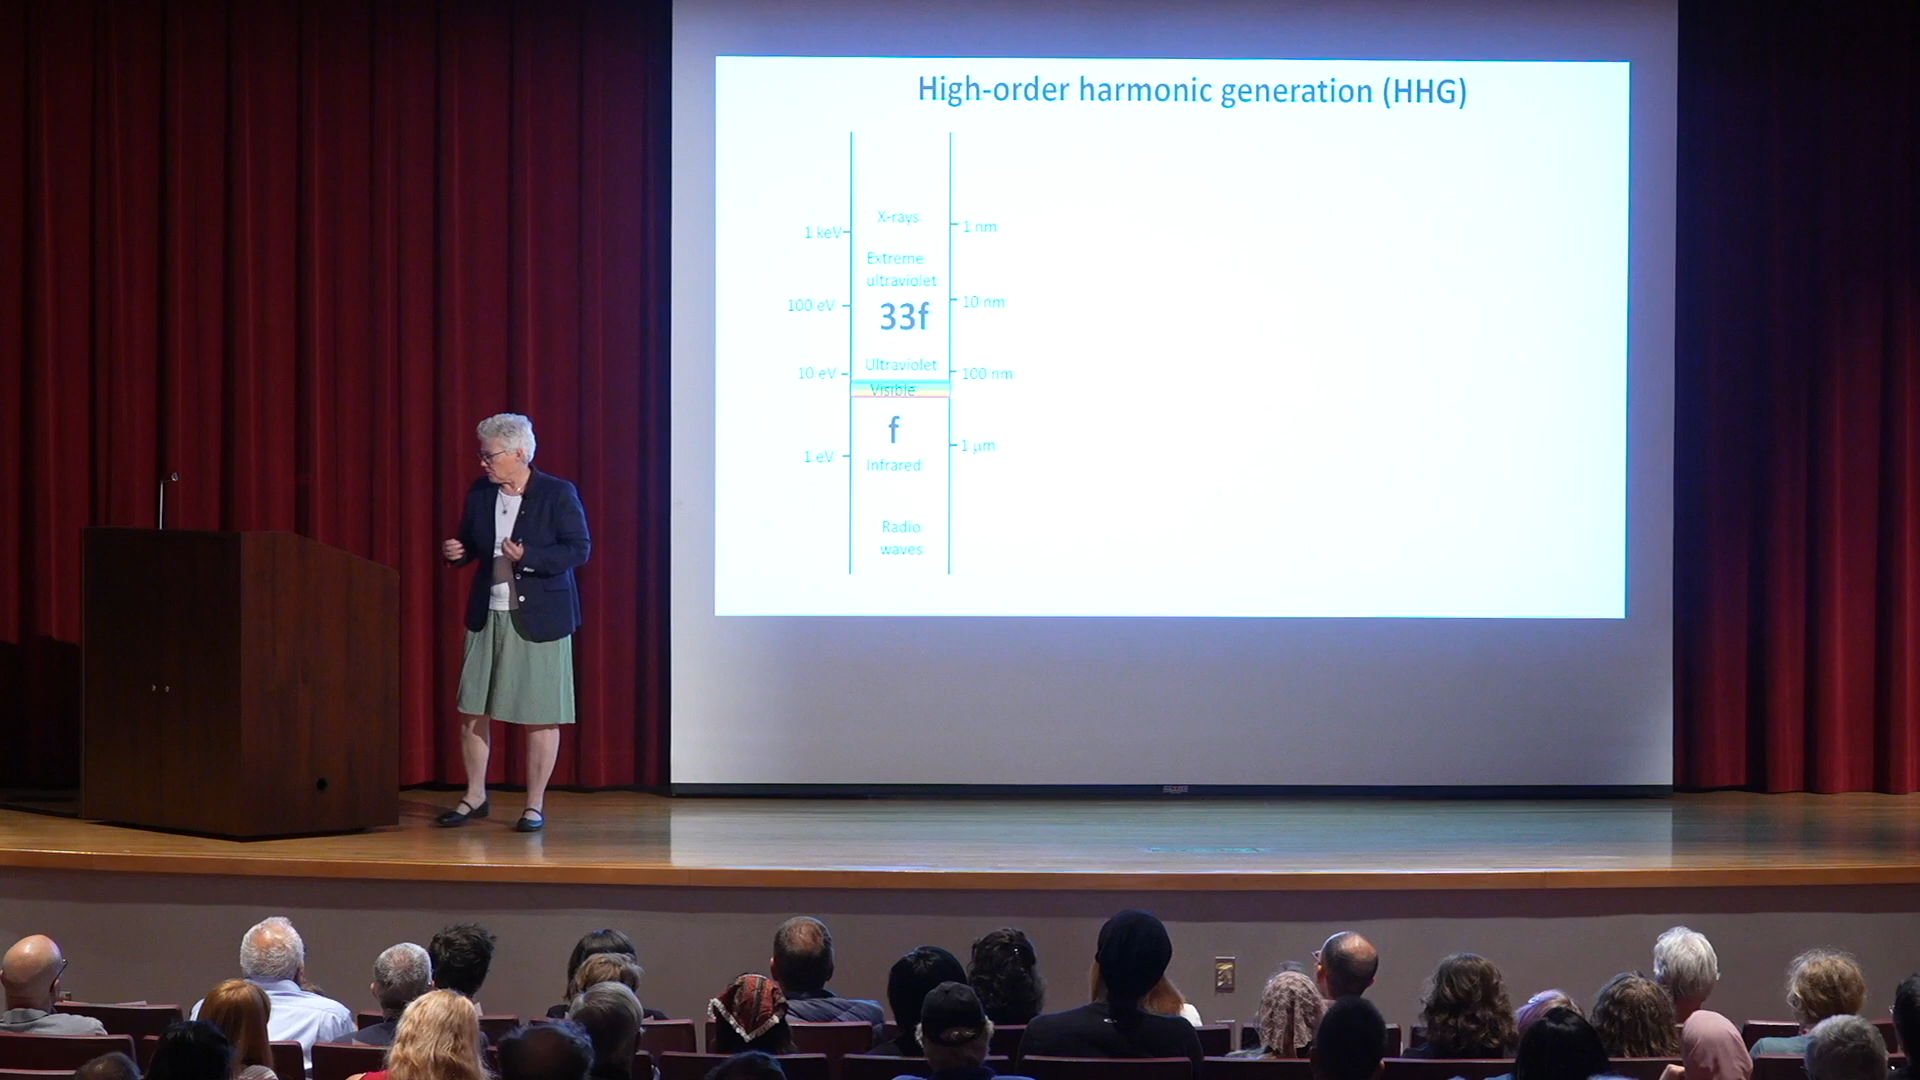 High-order harmonic generation (HHG)
X-rays
1 keV
1 nm
Extreme
ultraviolet
100 eV
10 nm
33f
Ultraviolet
10 eV
100 nm
Visible
f
1 eV
1 µm
Infrared
Radio
waves